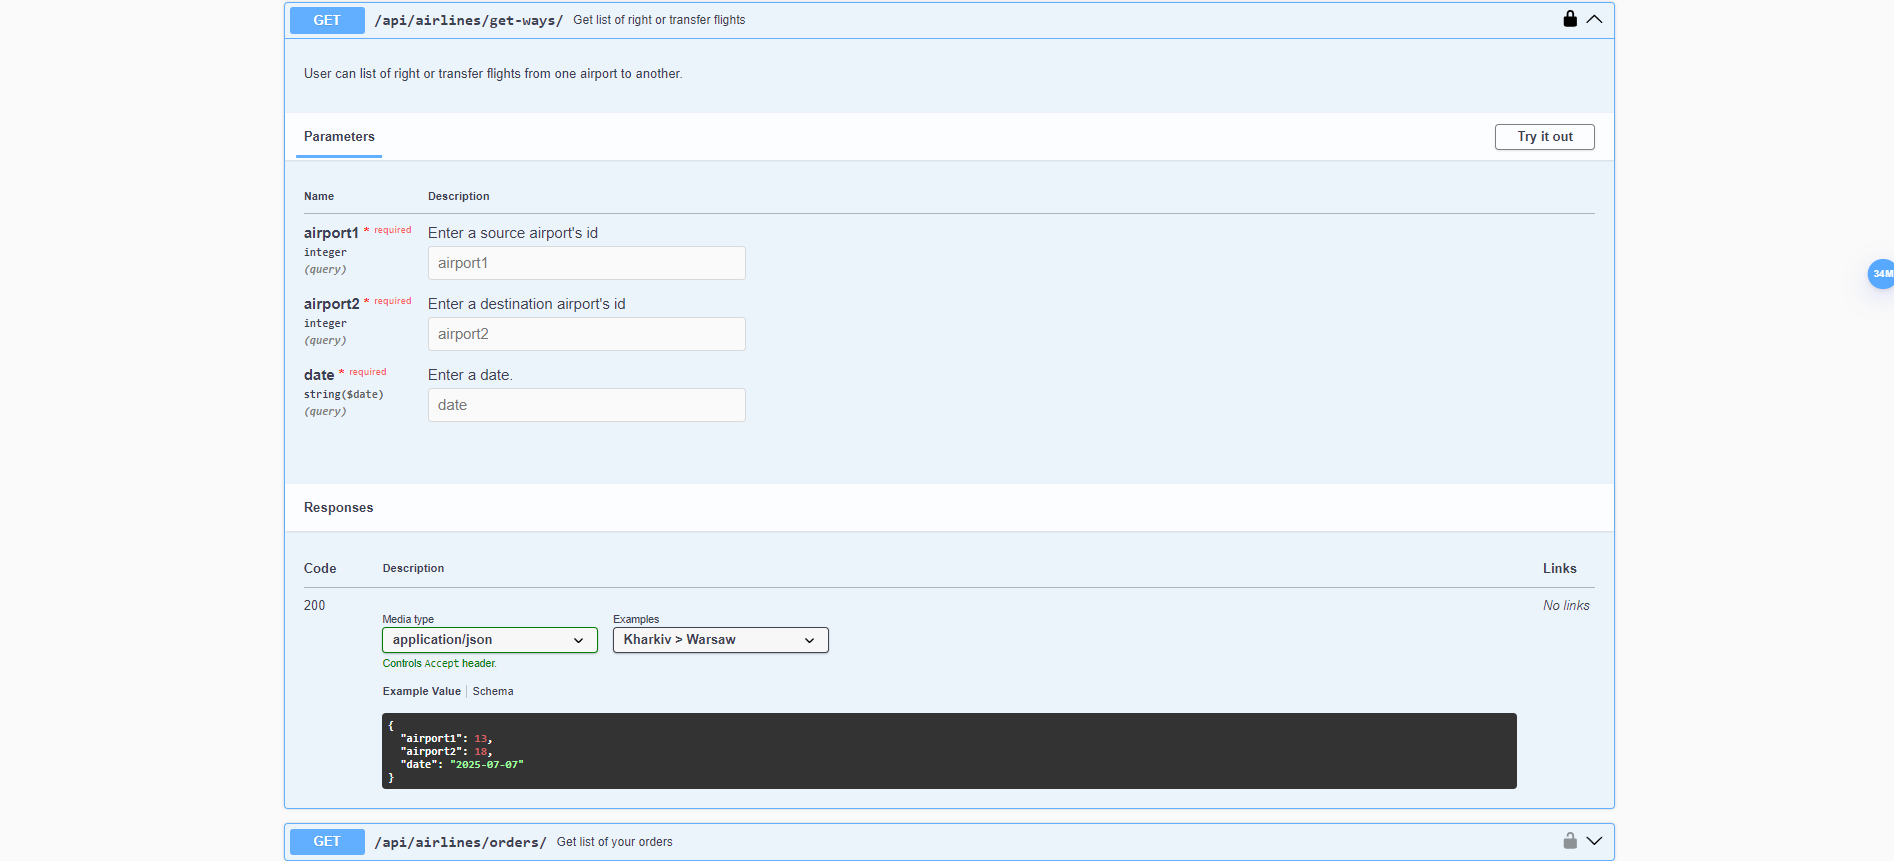 GET /api/airlines/get-ways/ Get list of right or transfer flights
User can list of right or transfer flights from one airport to another.
Parameters Try it out
Name Description
airport1 * required Enter a source airport's id
integer
(query)
airport1
airport2 * required Enter a destination airport's id
integer
(query)
airport2
date * required Enter a date.
string($date)
(query)
date
34M
Responses
Code Description Links
200 No links
Media type Examples
application/json Kharkiv > Warsaw
Controls Accept header.
Example Value Schema
{
"airport1": 13,
"airport2": 18,
"date": "2025-07-07"
}
GET /api/airlines/orders/ Get list of your orders